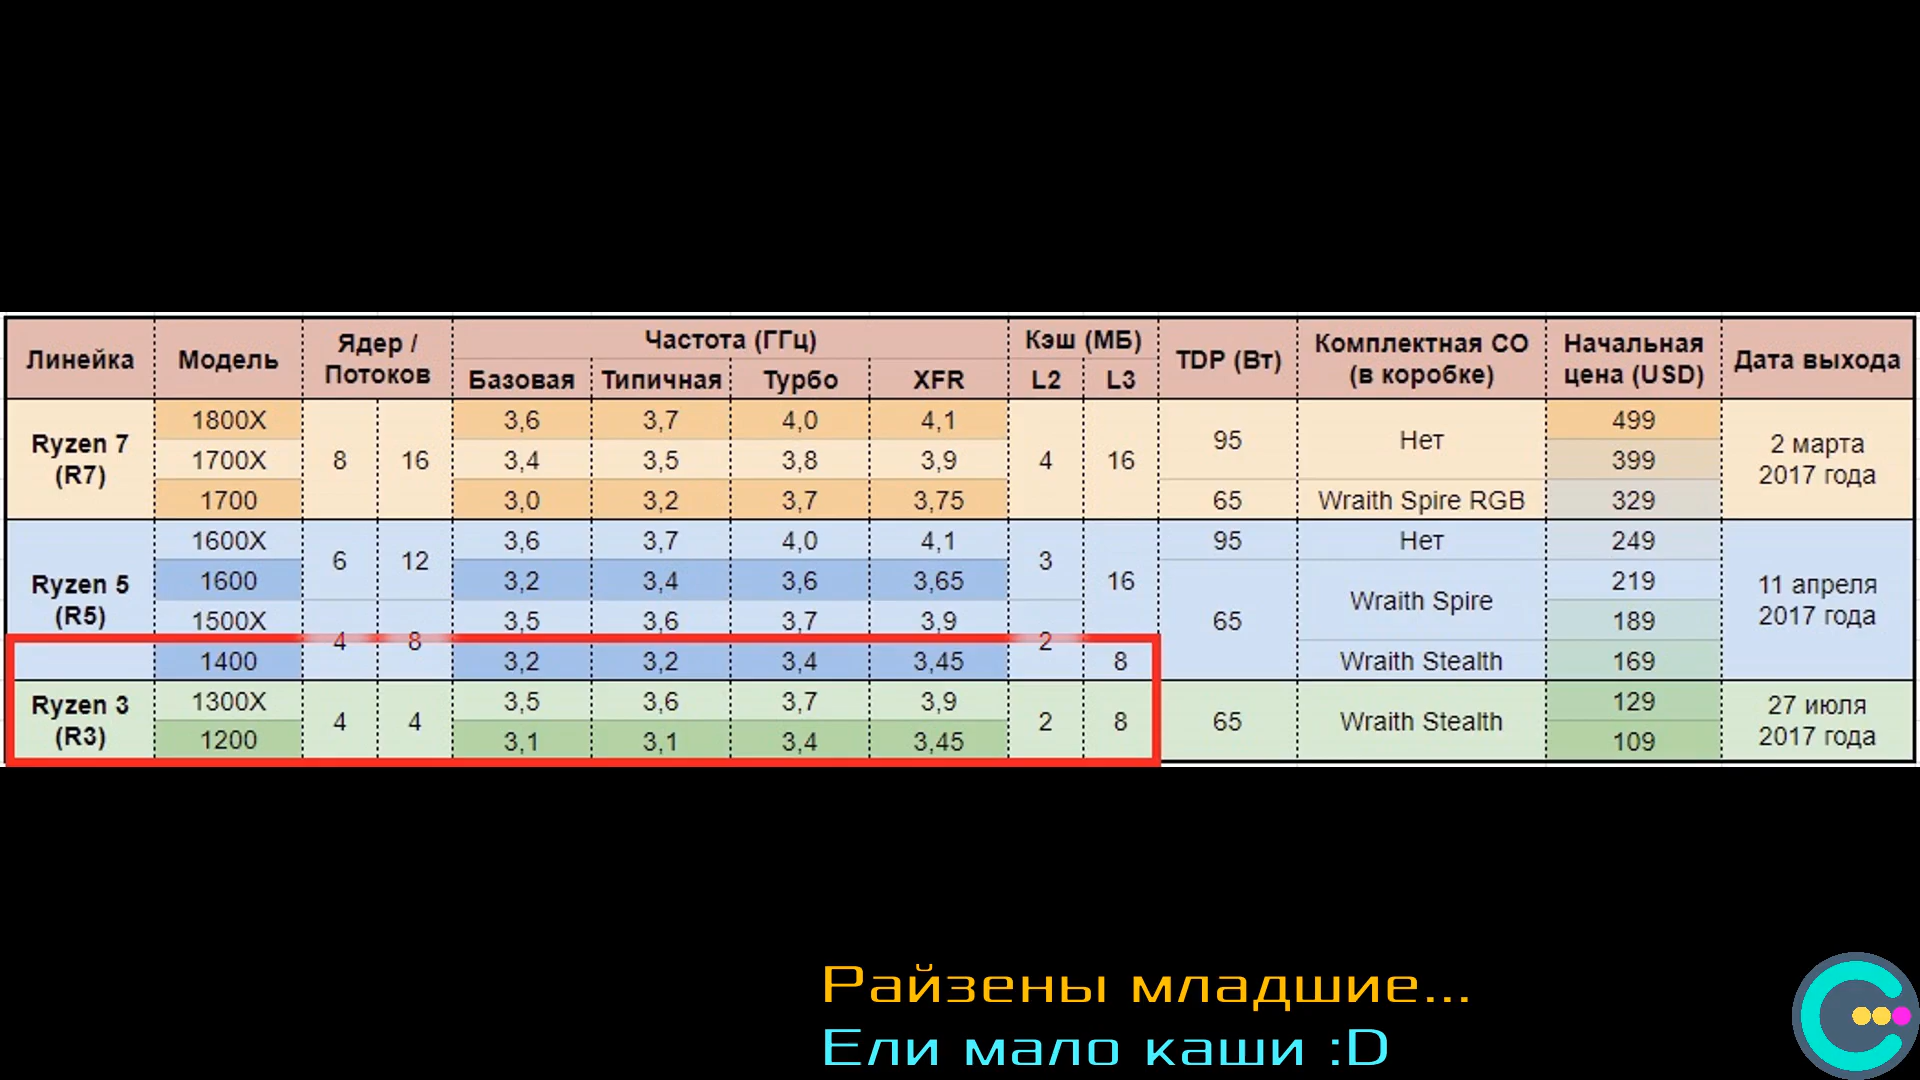 Линейка Модель Ядер / Потоков Частота (ГГц) Кэш (МБ) TDP (Вт) Комплектная СО (в коробке) Начальная цена (USD) Дата выхода
Базовая Типичная Турбо XFR L2 L3
Ryzen 7 (R7) 1800X 8 16 3,6 3,7 4,0 4,1 4 16 95 Нет 499 2 марта 2017 года
1700X 3,4 3,5 3,8 3,9 399
1700 3,0 3,2 3,7 3,75 65 Wraith Spire RGB 329
Ryzen 5 (R5) 1600X 6 12 3,6 3,7 4,0 4,1 3 16 95 Нет 249 11 апреля 2017 года
1600 3,2 3,4 3,6 3,65 65 Wraith Spire 219
1500X 4 8 3,5 3,6 3,7 3,9 2 189
1400 3,2 3,2 3,4 3,45 8 Wraith Stealth 169
Ryzen 3 (R3) 1300X 4 4 3,5 3,6 3,7 3,9 2 8 65 Wraith Stealth 129 27 июля 2017 года
1200 3,1 3,1 3,4 3,45 109
Райзены младшие...
Ели мало каши :D